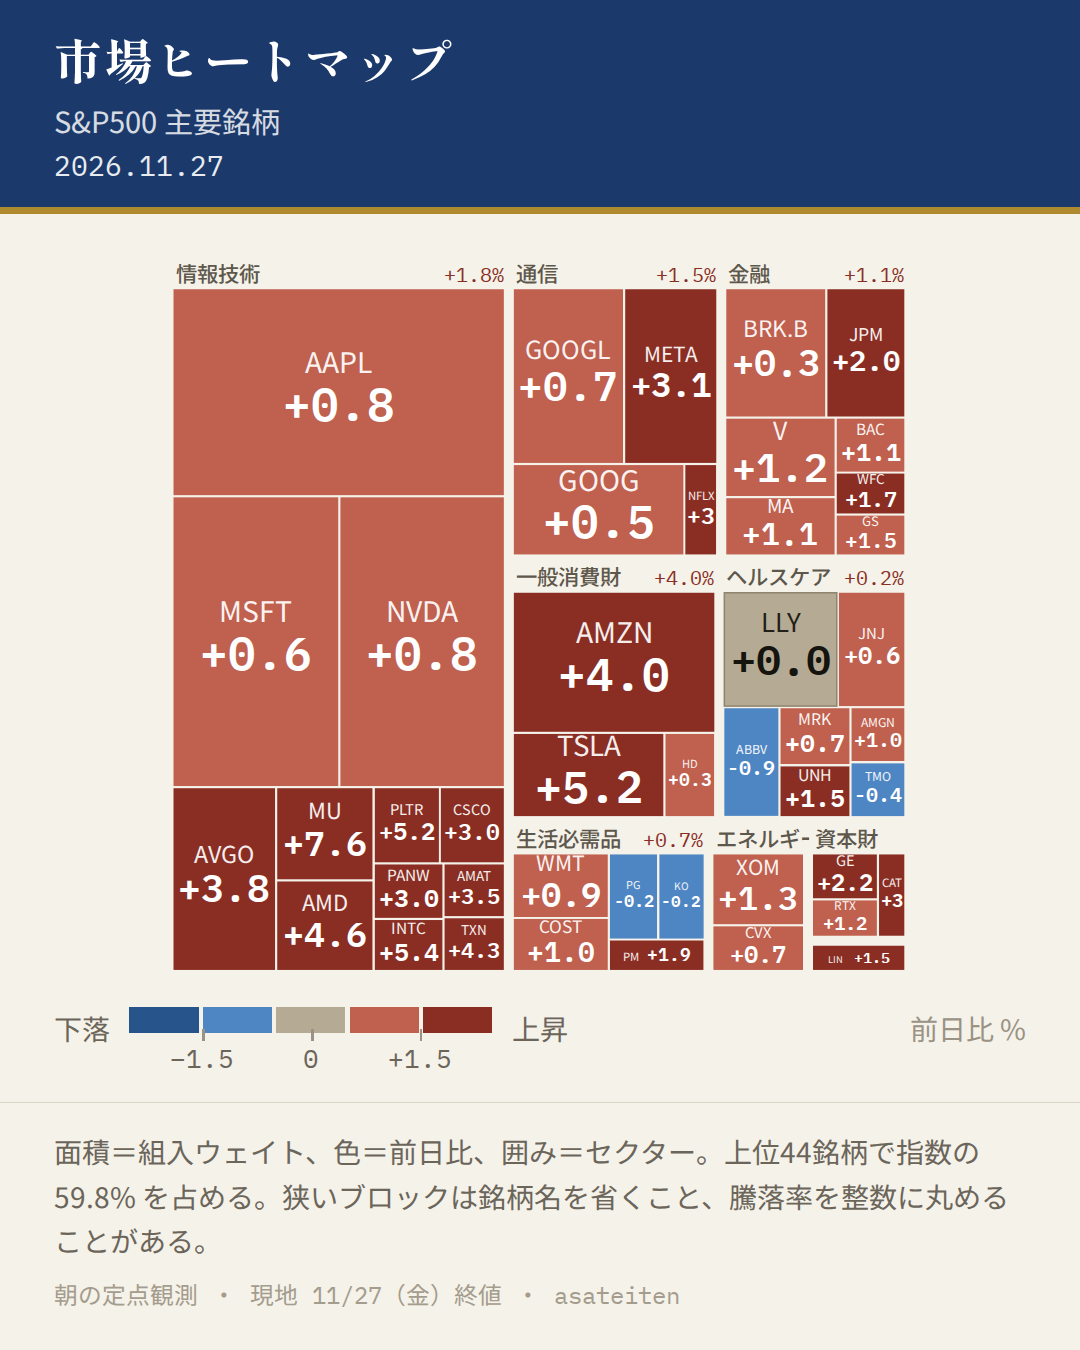 市場ヒートマップ
S&P500 主要銘柄
2026.11.27
情報技術 +1.8%
AAPL
+0.8
MSFT
+0.6
NVDA
+0.8
AVGO
+3.8
MU
+7.6
AMD
+4.6
PLTR
+5.2
CSCO
+3.0
PANW
+3.0
AMAT
+3.5
INTC
+5.4
TXN
+4.3
通信 +1.5%
GOOGL
+0.7
META
+3.1
GOOG
+0.5
NFLX
+3
金融 +1.1%
BRK.B
+0.3
JPM
+2.0
V
+1.2
MA
+1.1
BAC
+1.1
WFC
+1.7
GS
+1.5
一般消費財 +4.0%
AMZN
+4.0
TSLA
+5.2
HD
+0.3
ヘルスケア +0.2%
LLY
+0.0
JNJ
+0.6
ABBV
-0.9
MRK
+0.7
AMGN
+1.0
UNH
+1.5
TMO
-0.4
生活必需品 +0.7%
WMT
+0.9
COST
+1.0
PG
-0.2
KO
-0.2
PM +1.9
エネルギ-
XOM
+1.3
CVX
+0.7
資本財
GE
+2.2
RTX
+1.2
CAT
+3
LIN +1.5
下落 上昇 前日比 %
−1.5 0 +1.5
面積＝組入ウェイト、色＝前日比、囲み＝セクター。上位44銘柄で指数の
59.8% を占める。狭いブロックは銘柄名を省くこと、騰落率を整数に丸める
ことがある。
朝の定点観測 ・ 現地 11/27（金）終値 ・ asateiten